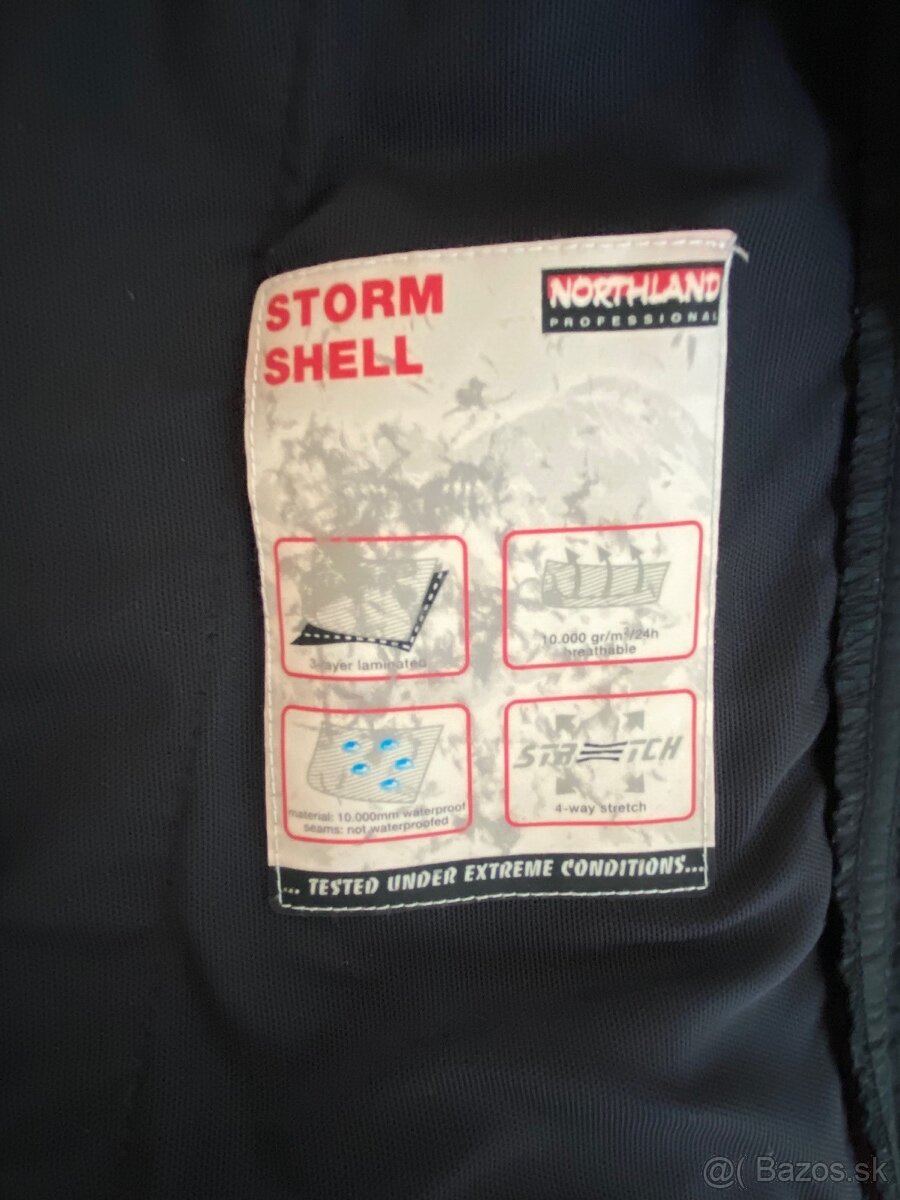 STORM
SHELL
NORTHLAND
PROFESSIONAL
3-layer laminated
10.000 gr/m²/24h
breathable
material: 10.000mm waterproof
seams: not waterproofed
STRETCH
4-way stretch
... TESTED UNDER EXTREME CONDITIONS...
@( Bazos.sk